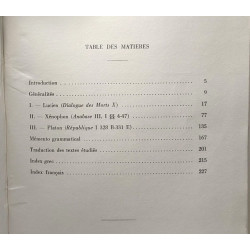 TABLE DES MATIERES
Introduction 5
Généralités 9
I. — Lucien (Dialogue des Morts X) 17
II. — Xénophon (Anabase III, I §§ 4-47) 77
III. — Platon (République I 328 B-331 E) 135
Mémento grammatical 167
Traduction des textes étudiés 201
Index grec 215
Index français 227